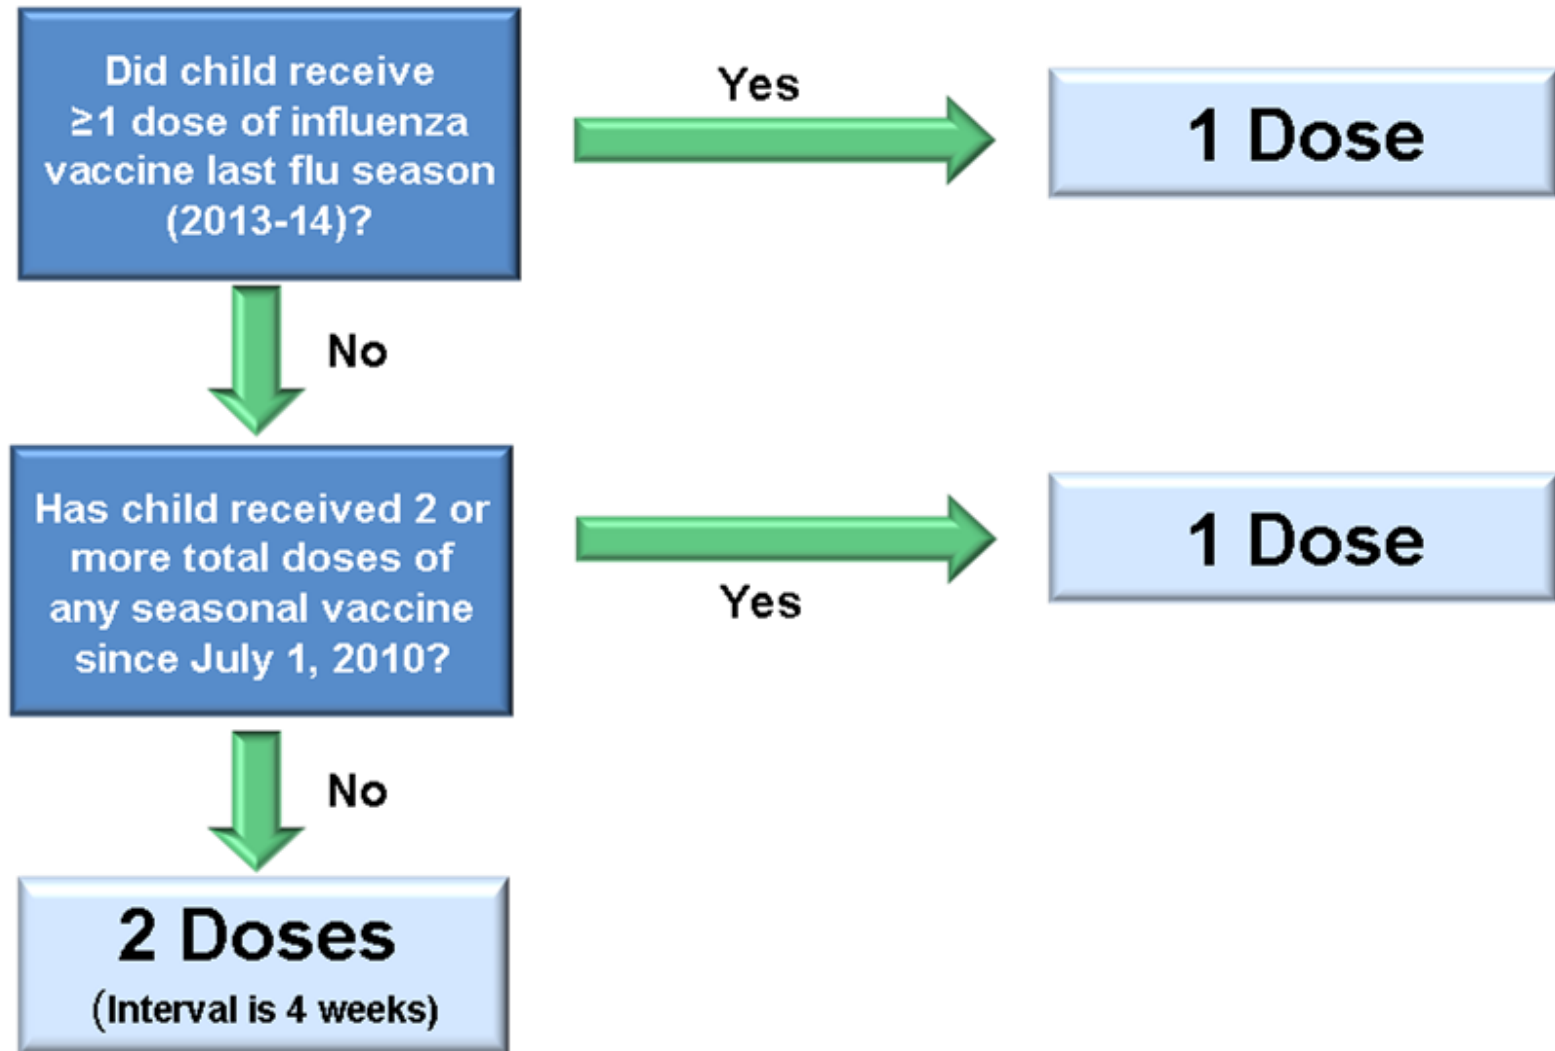 Did child receive
≥1 dose of influenza
vaccine last flu season
(2013-14)?
Yes
1 Dose
No
Has child received 2 or
more total doses of
any seasonal vaccine
since July 1, 2010?
Yes
1 Dose
No
2 Doses
(Interval is 4 weeks)